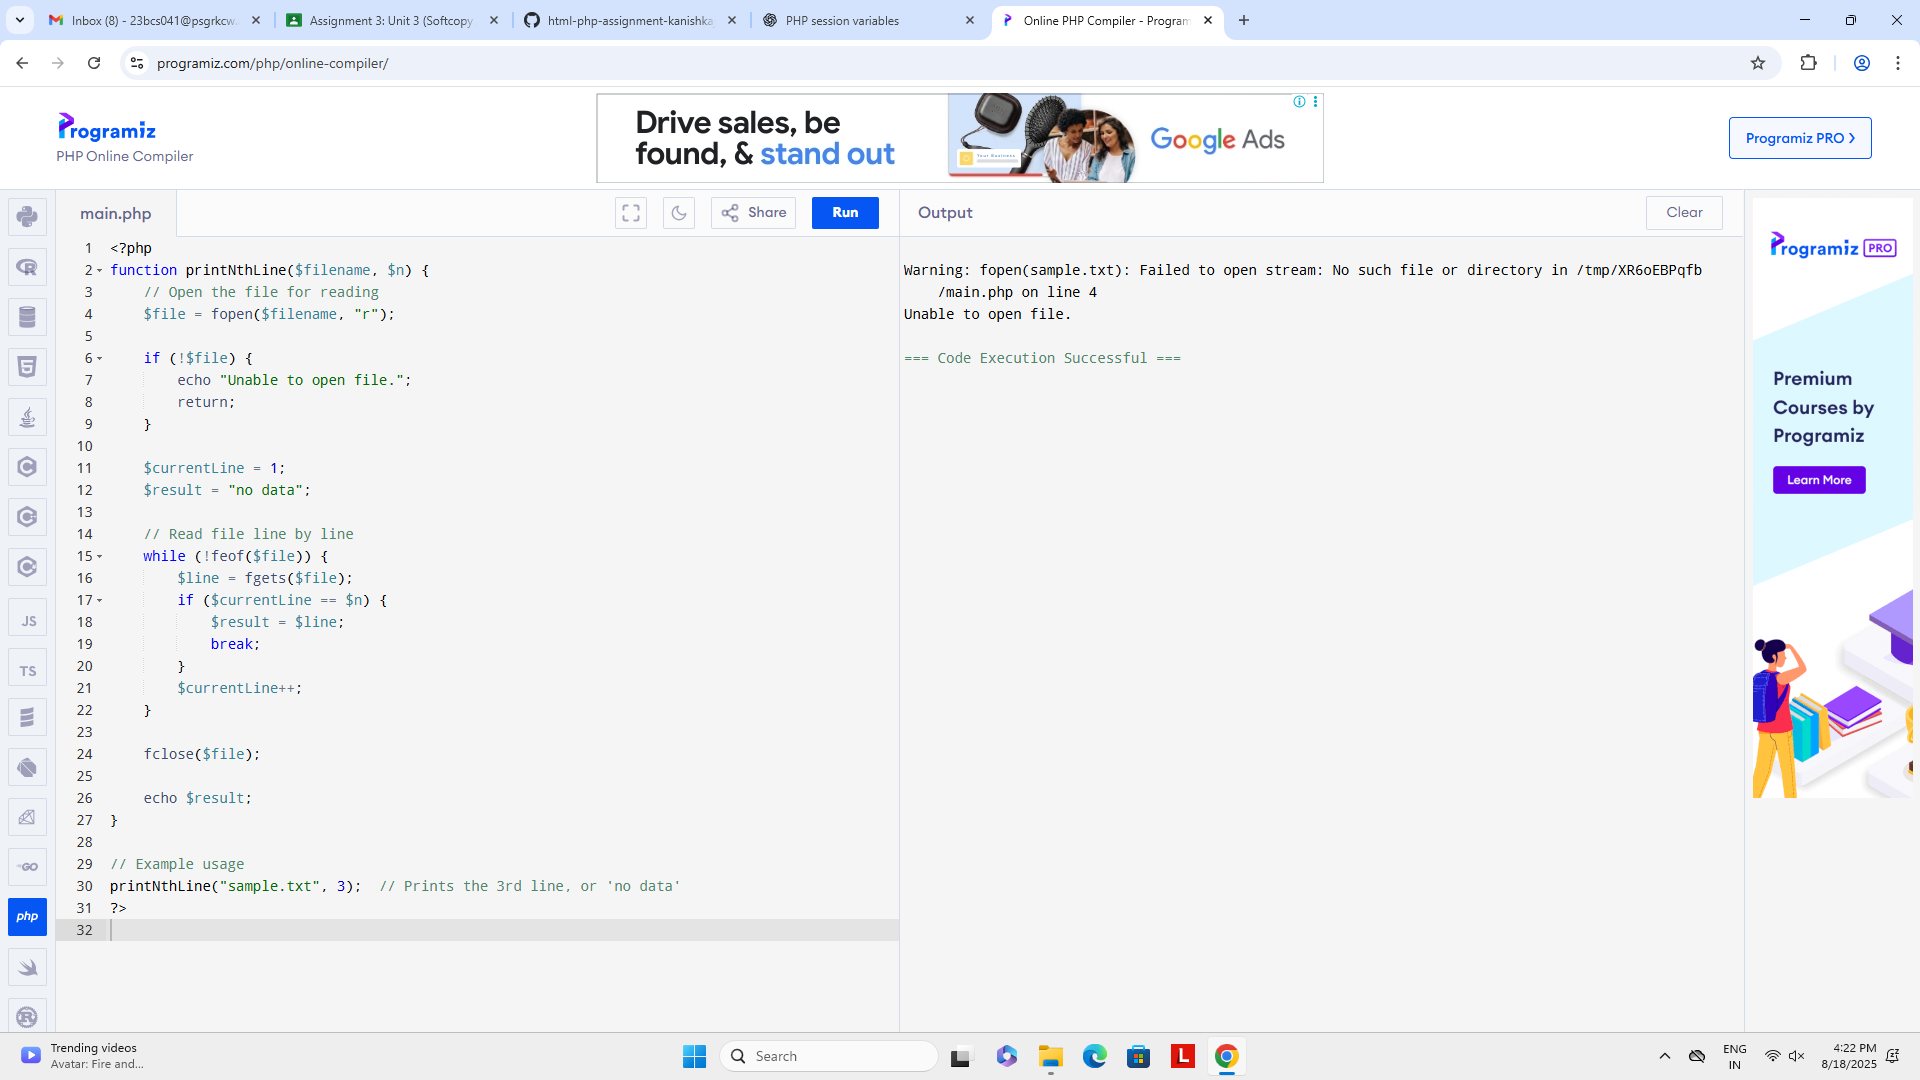 Inbox (8) - 23bcs041@psgrkcw.
Assignment 3: Unit 3 (Softcopy
html-php-assignment-kanishka
PHP session variables
Online PHP Compiler - Program
programiz.com/php/online-compiler/
Programiz
PHP Online Compiler
Drive sales, be
found, & stand out
Your Business
Google Ads
Programiz PRO
main.php
Share
Run
Output
Clear
1 <?php
2 function printNthLine($filename, $n) {
3 // Open the file for reading
4 $file = fopen($filename, "r");
5
6 if (!$file) {
7 echo "Unable to open file.";
8 return;
9 }
10
11 $currentLine = 1;
12 $result = "no data";
13
14 // Read file line by line
15 while (!feof($file)) {
16 $line = fgets($file);
17 if ($currentLine == $n) {
18 $result = $line;
19 break;
20 }
21 $currentLine++;
22 }
23
24 fclose($file);
25
26 echo $result;
27 }
28
29 // Example usage
30 printNthLine("sample.txt", 3);  // Prints the 3rd line, or 'no data'
31 ?>
32
Warning: fopen(sample.txt): Failed to open stream: No such file or directory in /tmp/XR6oEBPqfb
/main.php on line 4
Unable to open file.
=== Code Execution Successful ===
Programiz PRO
Premium
Courses by
Programiz
Learn More
JS
TS
GO
php
Trending videos
Avatar: Fire and...
Search
L
ENG
IN
4:22 PM
8/18/2025